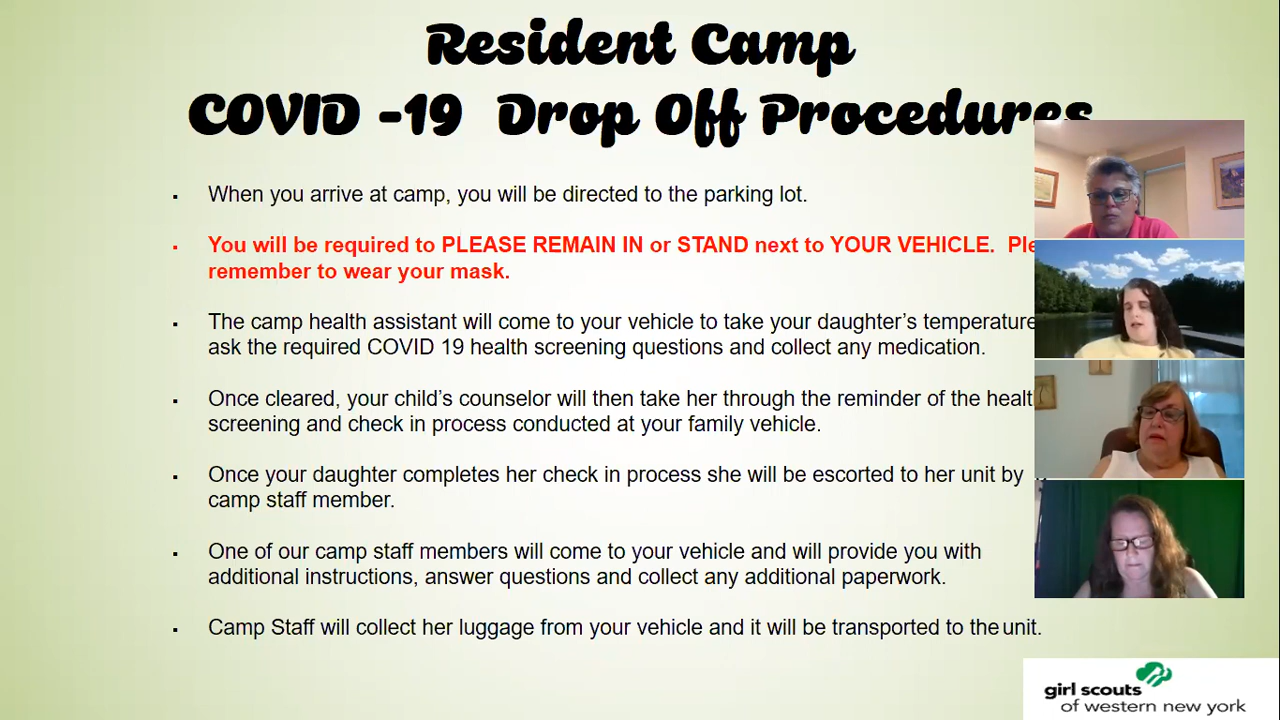 Resident Camp
COVID -19 Drop Off Procedures
▪ When you arrive at camp, you will be directed to the parking lot.
▪ You will be required to PLEASE REMAIN IN or STAND next to YOUR VEHICLE. Ple
remember to wear your mask.
▪ The camp health assistant will come to your vehicle to take your daughter’s temperature
ask the required COVID 19 health screening questions and collect any medication.
▪ Once cleared, your child’s counselor will then take her through the reminder of the healt
screening and check in process conducted at your family vehicle.
▪ Once your daughter completes her check in process she will be escorted to her unit by
camp staff member.
▪ One of our camp staff members will come to your vehicle and will provide you with
additional instructions, answer questions and collect any additional paperwork.
▪ Camp Staff will collect her luggage from your vehicle and it will be transported to the unit.
girl scouts
of western new york